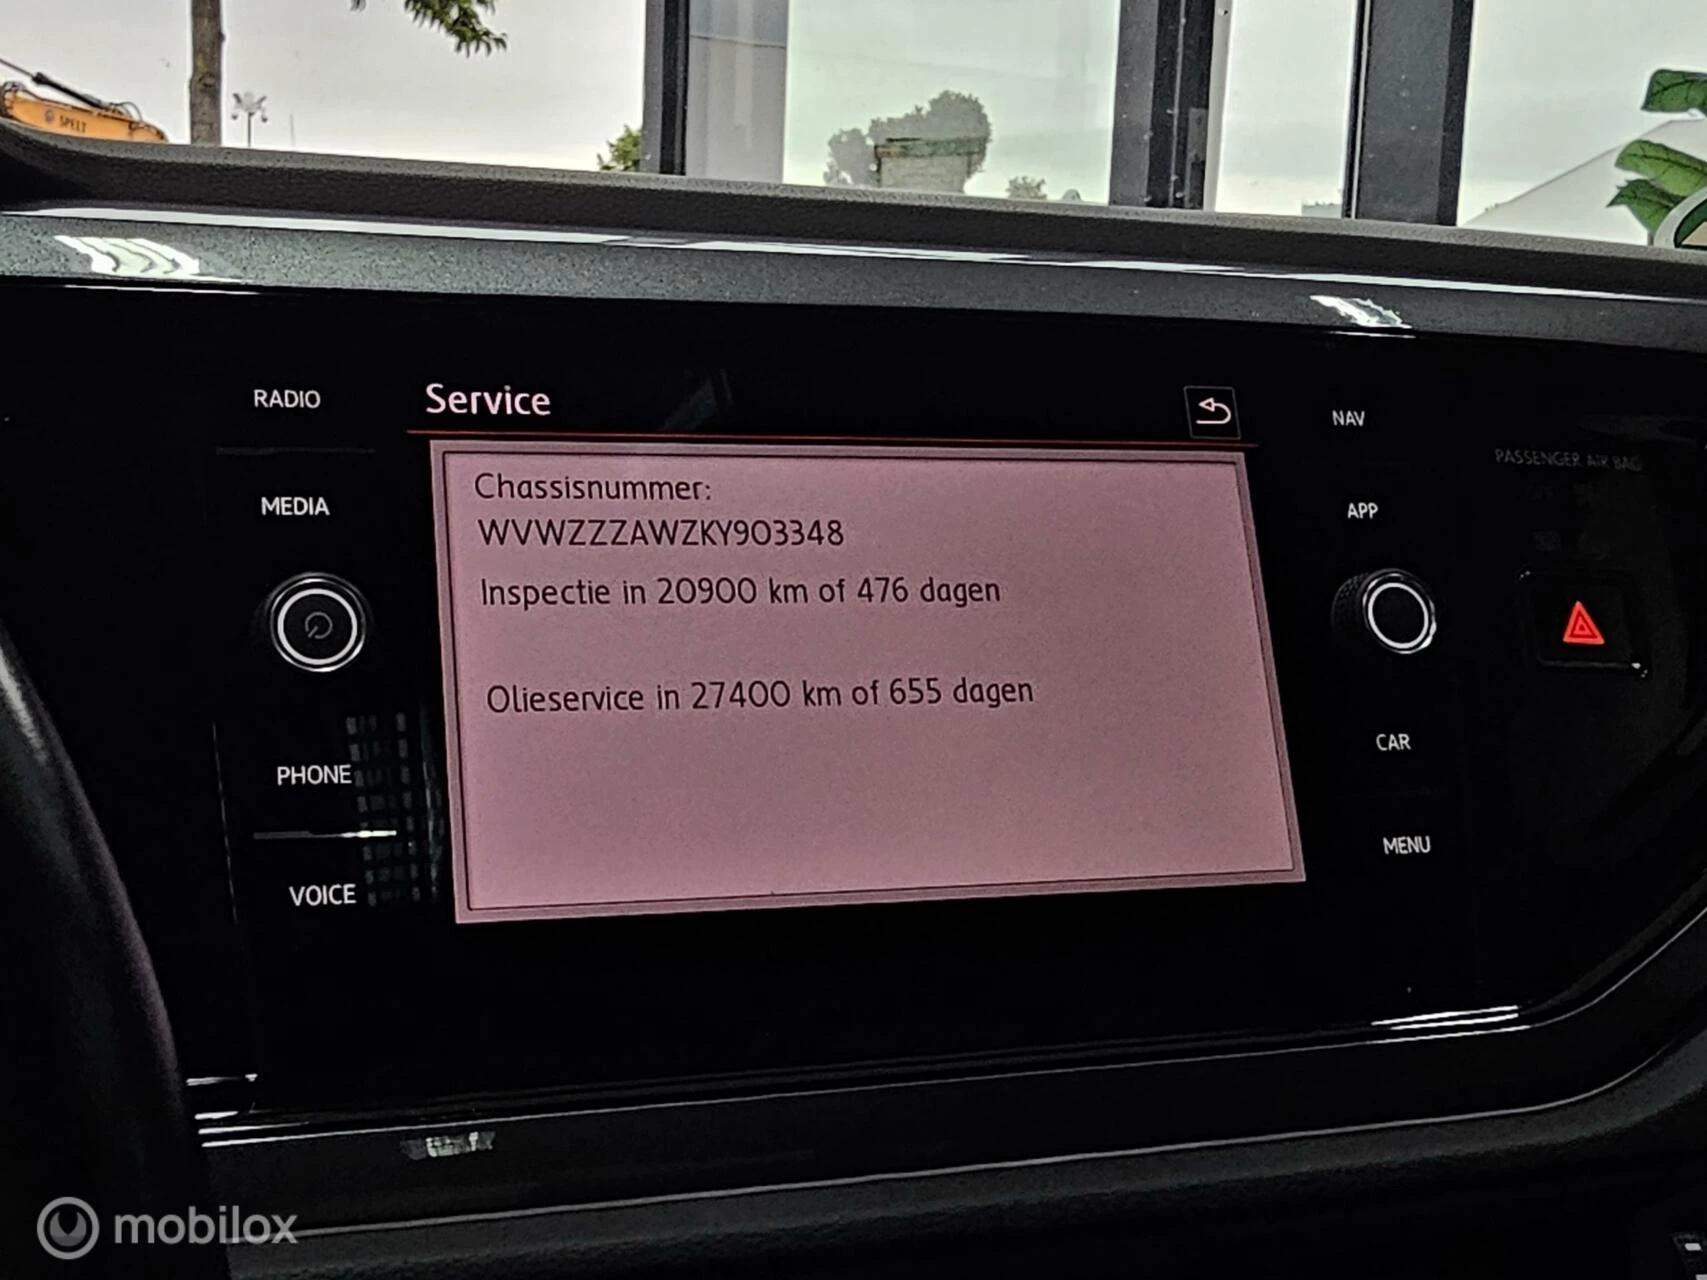 SPELT
RADIO
Service
NAV
PASSENGER AIR BAG
MEDIA
Chassisnummer:
WVWZZZAWZKY903348
APP
Inspectie in 20900 km of 476 dagen
Olieservice in 27400 km of 655 dagen
PHONE
CAR
VOICE
MENU
mobilox